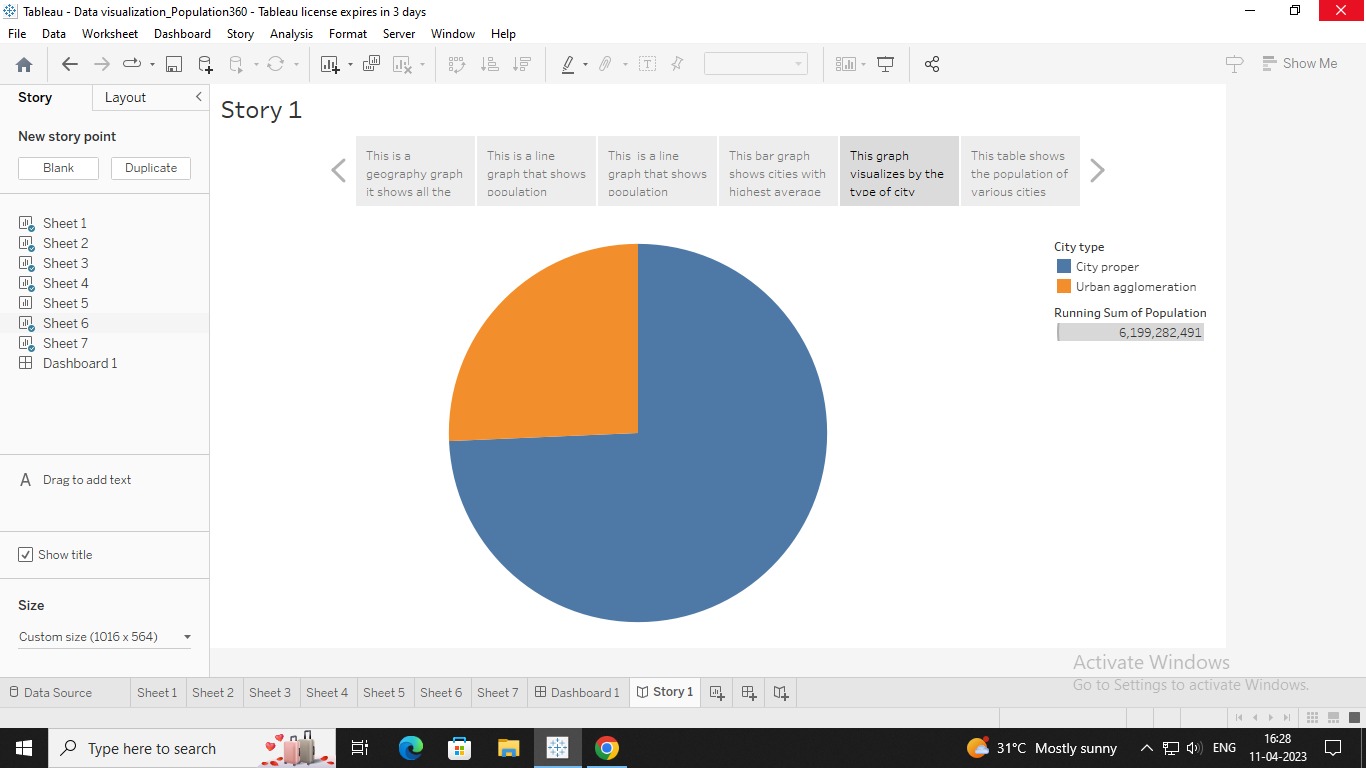 Tableau - Data visualization_Population360 - Tableau license expires in 3 days
File Data Worksheet Dashboard Story Analysis Format Server Window Help
Show Me
Story Layout
New story point
Blank Duplicate
Sheet 1
Sheet 2
Sheet 3
Sheet 4
Sheet 5
Sheet 6
Sheet 7
Dashboard 1
A Drag to add text
Show title
Size
Custom size (1016 x 564)
Story 1
This is a
geography graph
it shows all the
This is a line
graph that shows
population
This is a line
graph that shows
population
This bar graph
shows cities with
highest average
This graph
visualizes by the
type of city
This table shows
the population of
various cities
City type
City proper
Urban agglomeration
Running Sum of Population
6,199,282,491
Activate Windows
Go to Settings to activate Windows.
Data Source Sheet 1 Sheet 2 Sheet 3 Sheet 4 Sheet 5 Sheet 6 Sheet 7 Dashboard 1 Story 1
Type here to search
31°C Mostly sunny
ENG
16:28
11-04-2023